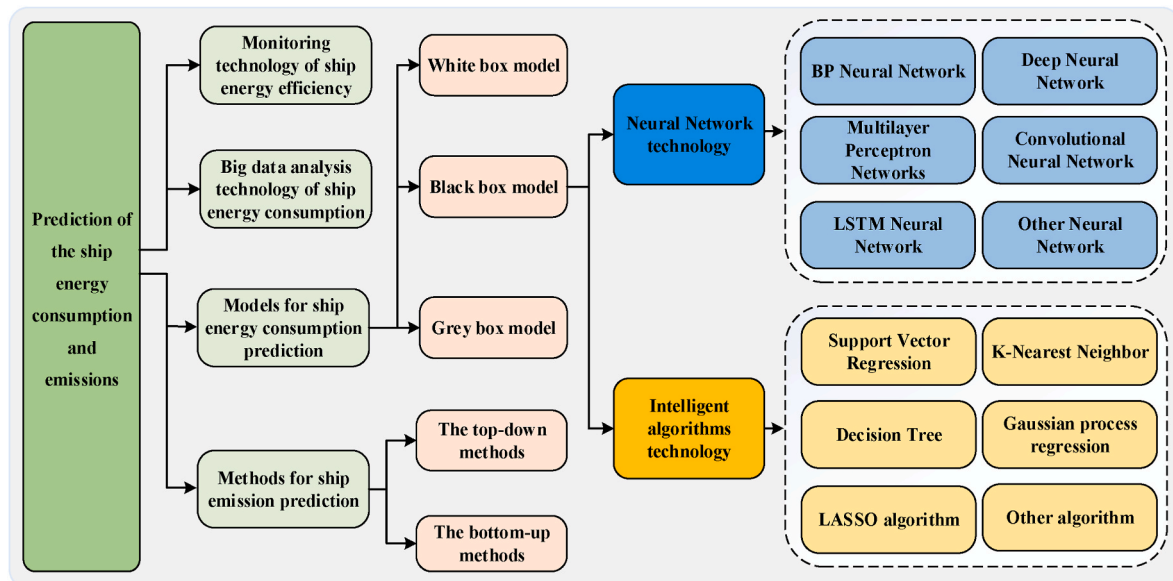 Prediction of
the ship
energy
consumption
and
emissions
Monitoring
technology of ship
energy efficiency
Big data analysis
technology of ship
energy consumption
Models for ship
energy consumption
prediction
Methods for ship
emission prediction
White box model
Black box model
Grey box model
The top-down
methods
The bottom-up
methods
Neural Network
technology
Intelligent
algorithms
technology
BP Neural Network
Deep Neural
Network
Multilayer
Perceptron
Networks
Convolutional
Neural Network
LSTM Neural
Network
Other Neural
Network
Support Vector
Regression
K-Nearest Neighbor
Decision Tree
Gaussian process
regression
LASSO algorithm
Other algorithm